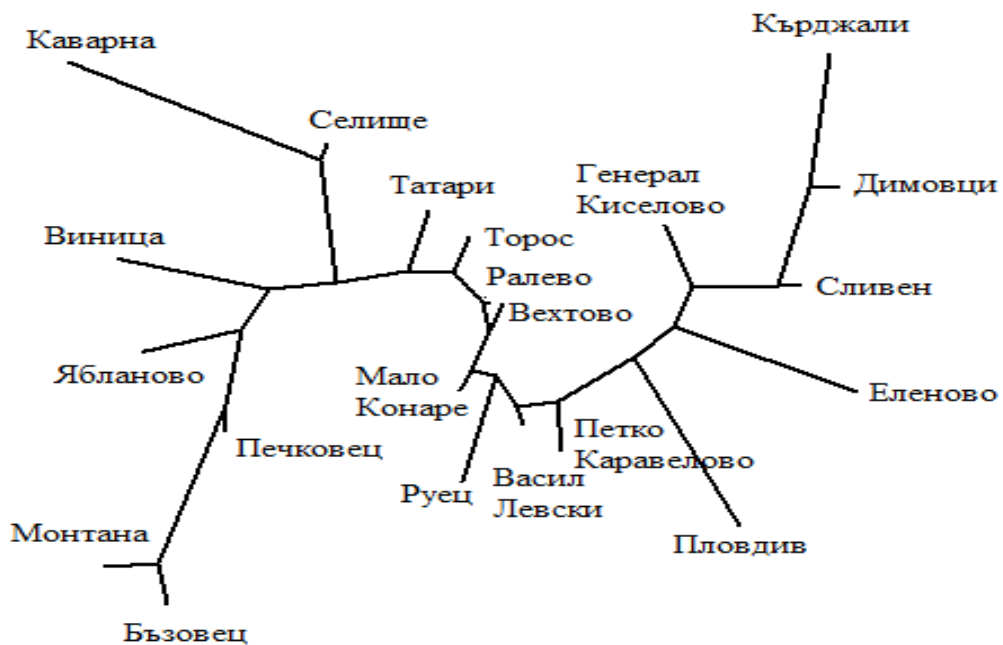 Кърджали
Каварна
Селище
Генерал
Киселово
Татари
Димовци
Виница
Торос
Ралево
Сливен
Вехтово
Ябланово
Мало
Конаре
Еленово
Петко
Каравелово
Печковец
Руец
Васил
Левски
Монтана
Пловдив
Бъзовец